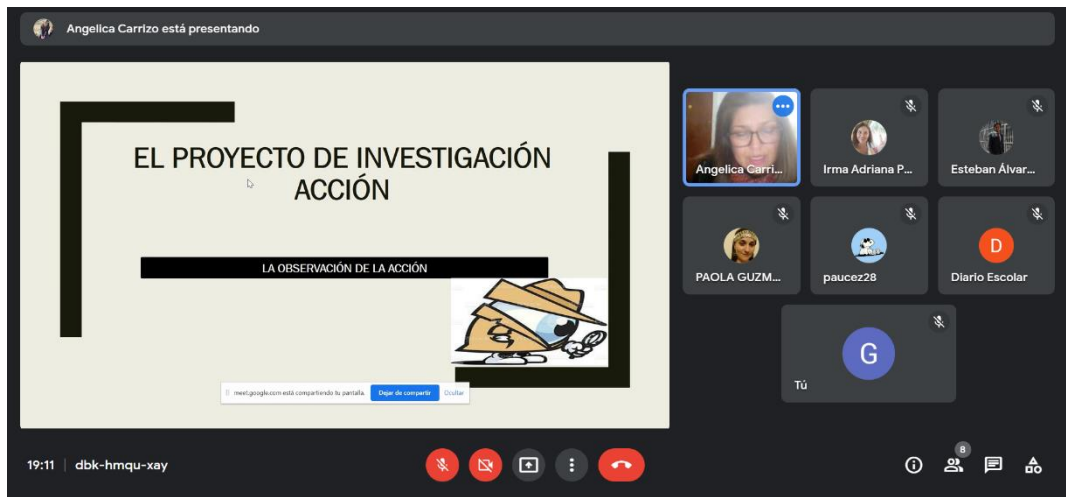 Angelica Carrizo está presentando
EL PROYECTO DE INVESTIGACIÓN
ACCIÓN
LA OBSERVACIÓN DE LA ACCIÓN
meet.google.com está compartiendo tu pantalla.
Dejar de compartir
Ocultar
Angelica Carri...
Irma Adriana P...
Esteban Álvar...
PAOLA GUZM...
paucez28
D
Diario Escolar
G
Tú
19:11 | dbk-hmqu-xay
8